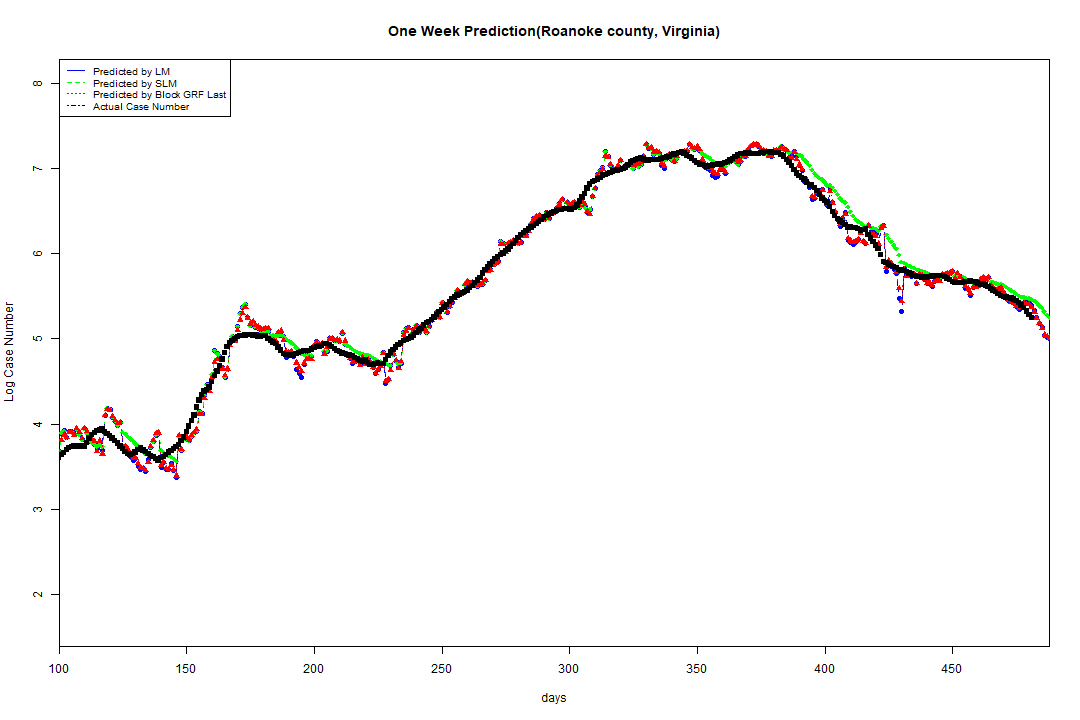 One Week Prediction(Roanoke county, Virginia)
Predicted by LM
Predicted by SLM
Predicted by Block GRF Last
Actual Case Number
8
7
6
5
4
3
2
Log Case Number
100 150 200 250 300 350 400 450
days